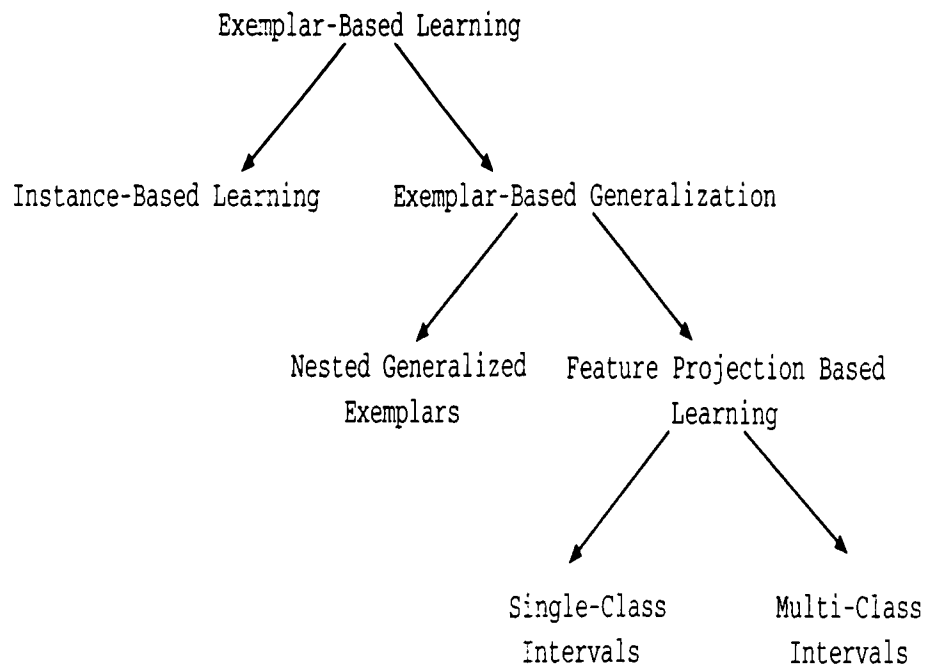 Exemplar-Based Learning
Instance-Based Learning
Exemplar-Based Generalization
Nested Generalized
Exemplars
Feature Projection Based
Learning
Single-Class
Intervals
Multi-Class
Intervals